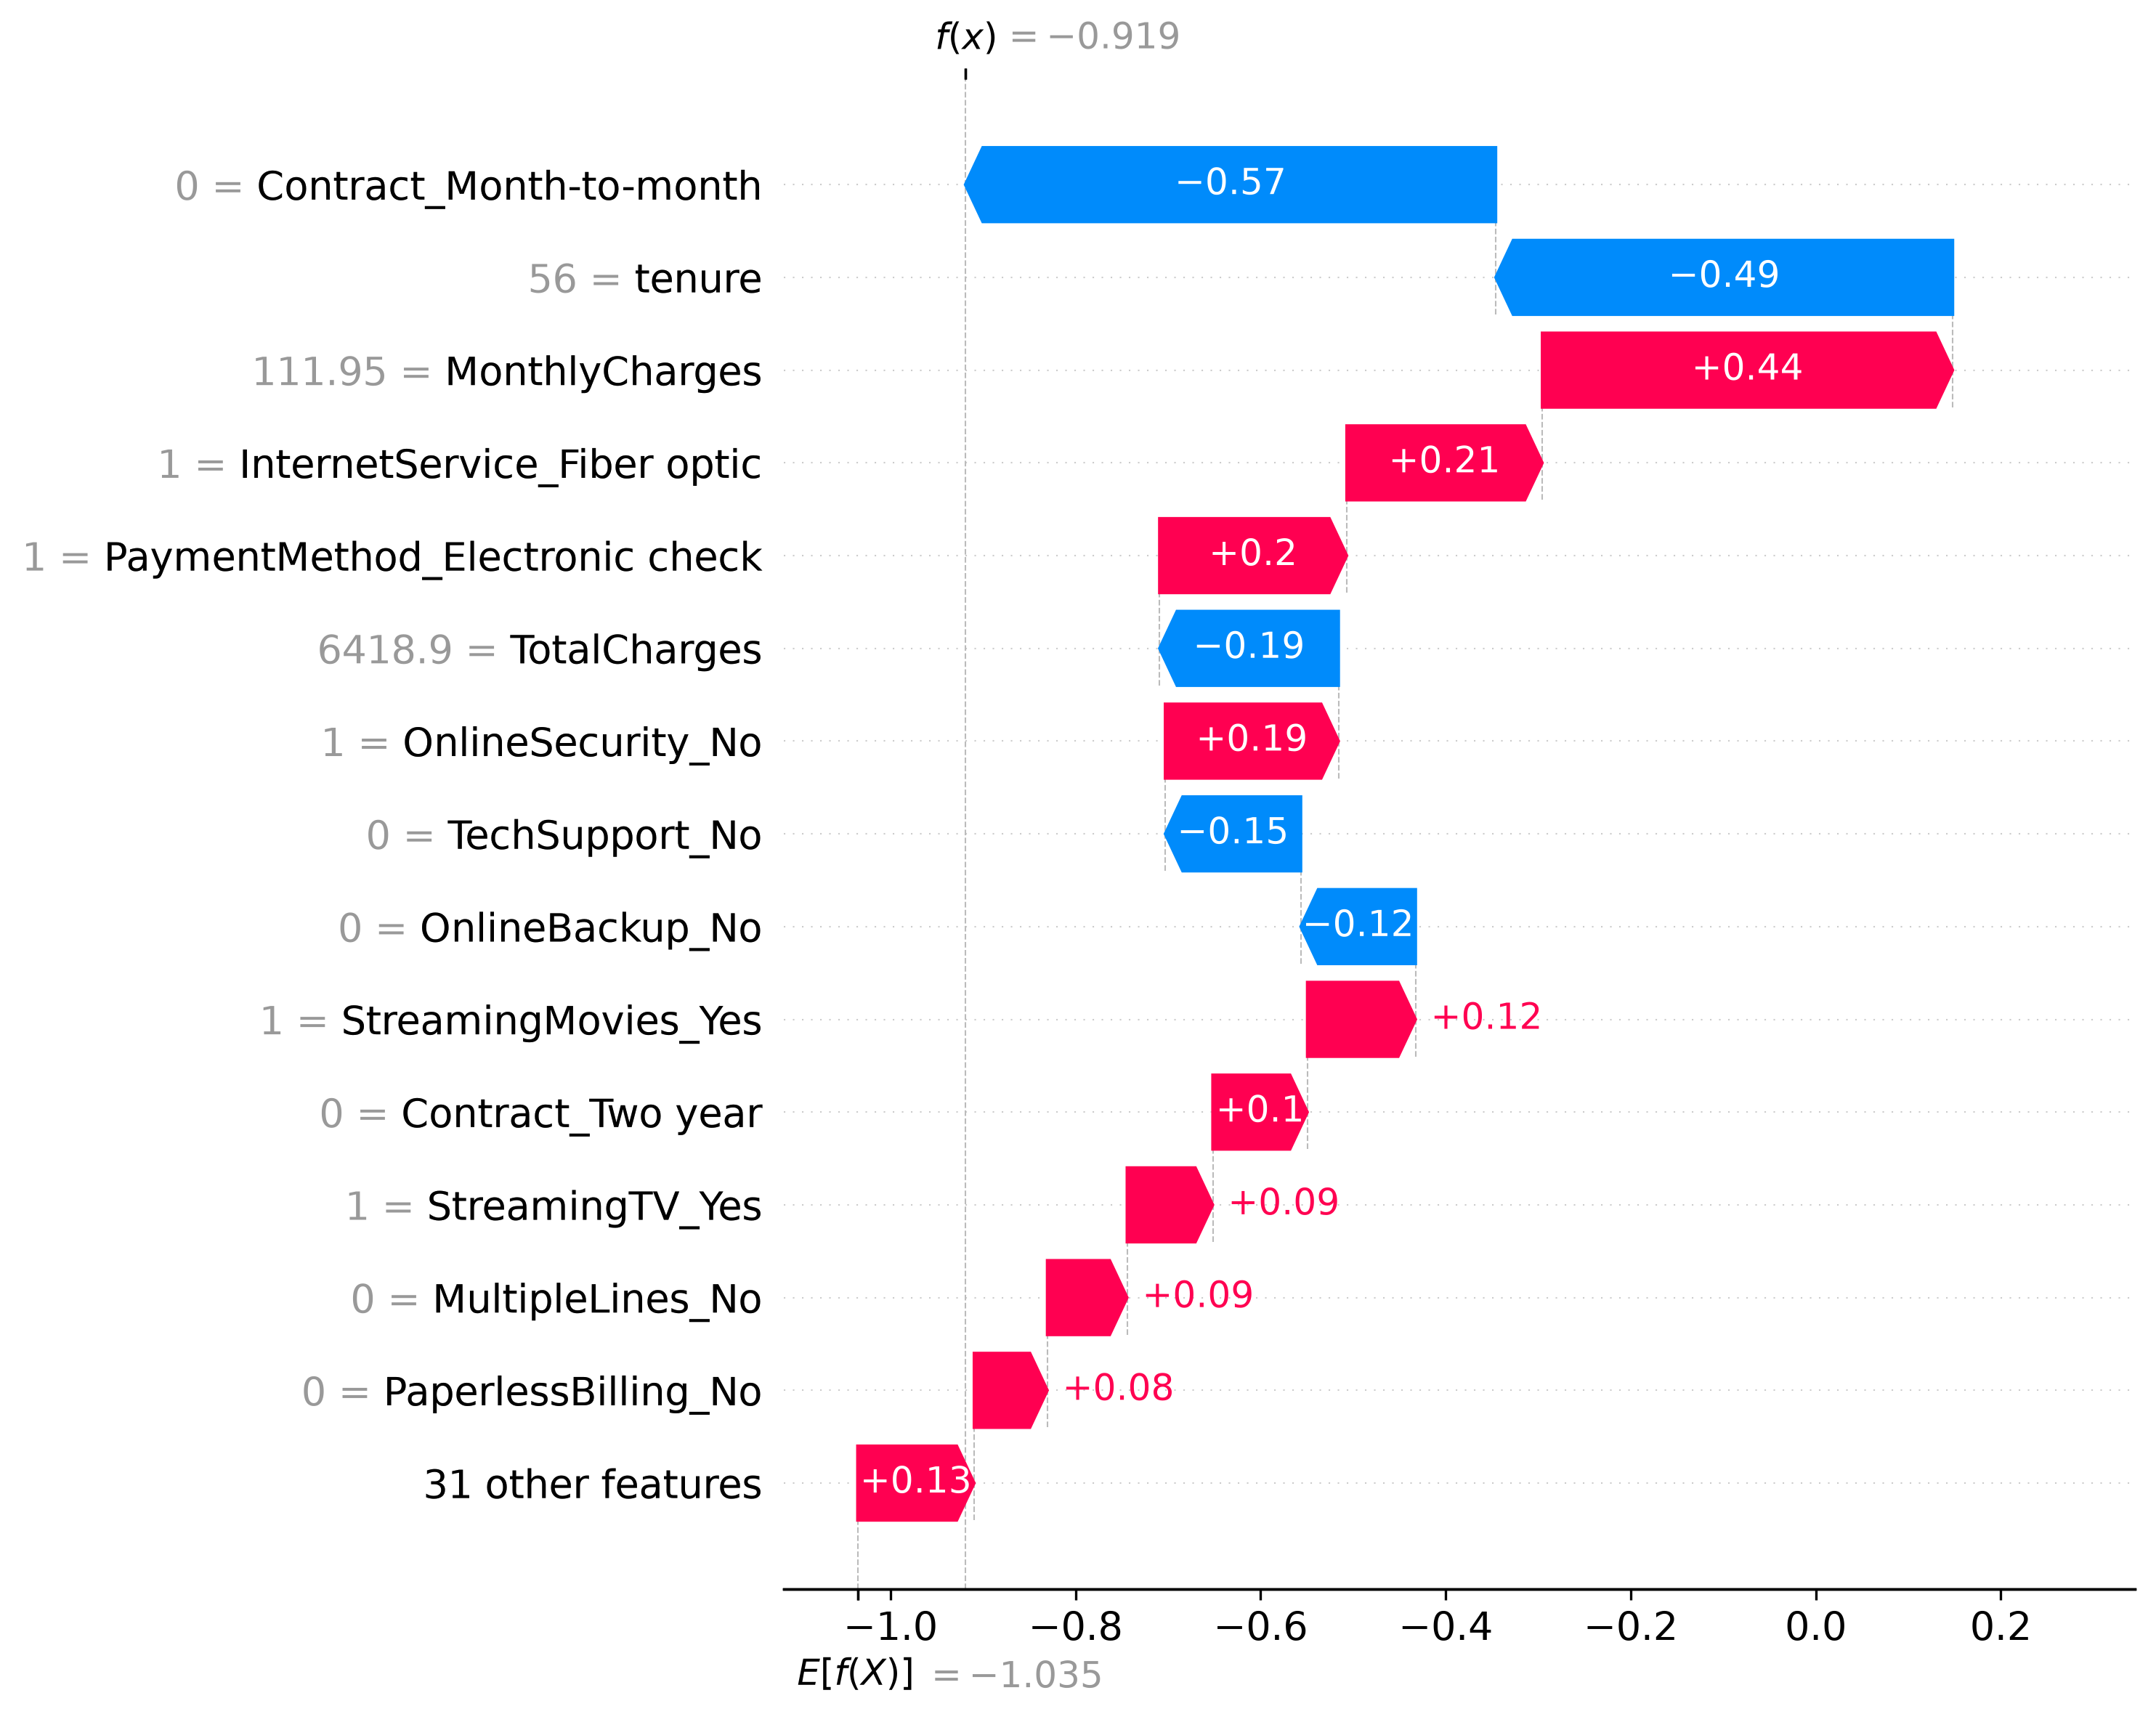 f(x) = −0.919
0 = Contract_Month-to-month −0.57
56 = tenure −0.49
111.95 = MonthlyCharges +0.44
1 = InternetService_Fiber optic +0.21
1 = PaymentMethod_Electronic check +0.2
6418.9 = TotalCharges −0.19
1 = OnlineSecurity_No +0.19
0 = TechSupport_No −0.15
0 = OnlineBackup_No −0.12
1 = StreamingMovies_Yes +0.12
0 = Contract_Two year +0.1
1 = StreamingTV_Yes +0.09
0 = MultipleLines_No +0.09
0 = PaperlessBilling_No +0.08
31 other features +0.13
−1.0 −0.8 −0.6 −0.4 −0.2 0.0 0.2
E[f(X)] = −1.035